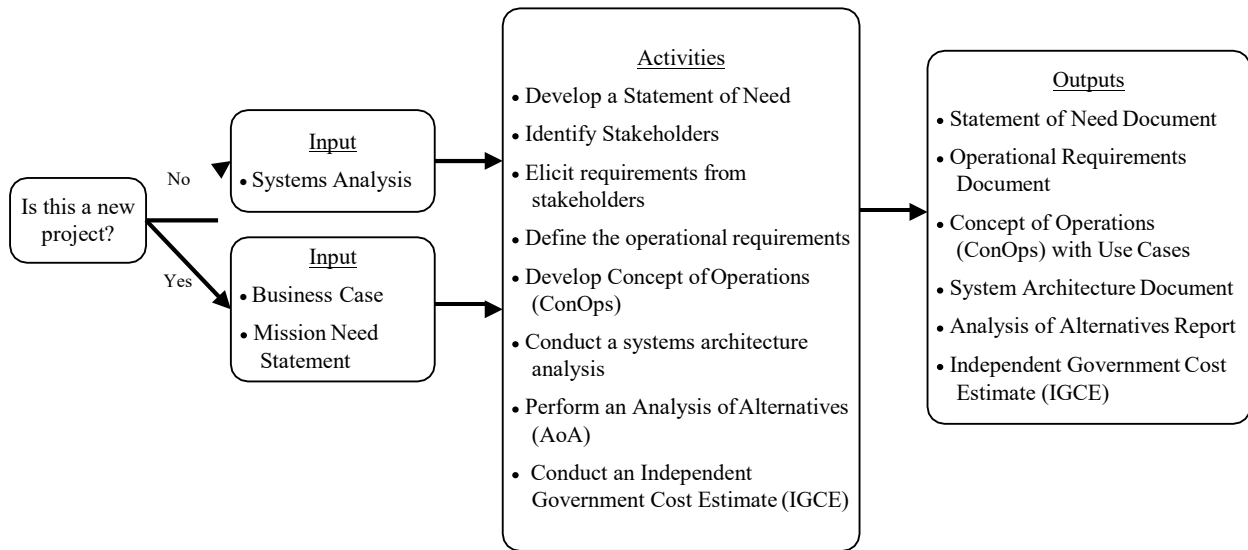 Is this a new
project?
No
Yes
Input
• Systems Analysis
Input
• Business Case
• Mission Need
Statement
Activities
• Develop a Statement of Need
• Identify Stakeholders
• Elicit requirements from
stakeholders
• Define the operational requirements
• Develop Concept of Operations
(ConOps)
• Conduct a systems architecture
analysis
• Perform an Analysis of Alternatives
(AoA)
• Conduct an Independent
Government Cost Estimate (IGCE)
Outputs
• Statement of Need Document
• Operational Requirements
Document
• Concept of Operations
(ConOps) with Use Cases
• System Architecture Document
• Analysis of Alternatives Report
• Independent Government Cost
Estimate (IGCE)